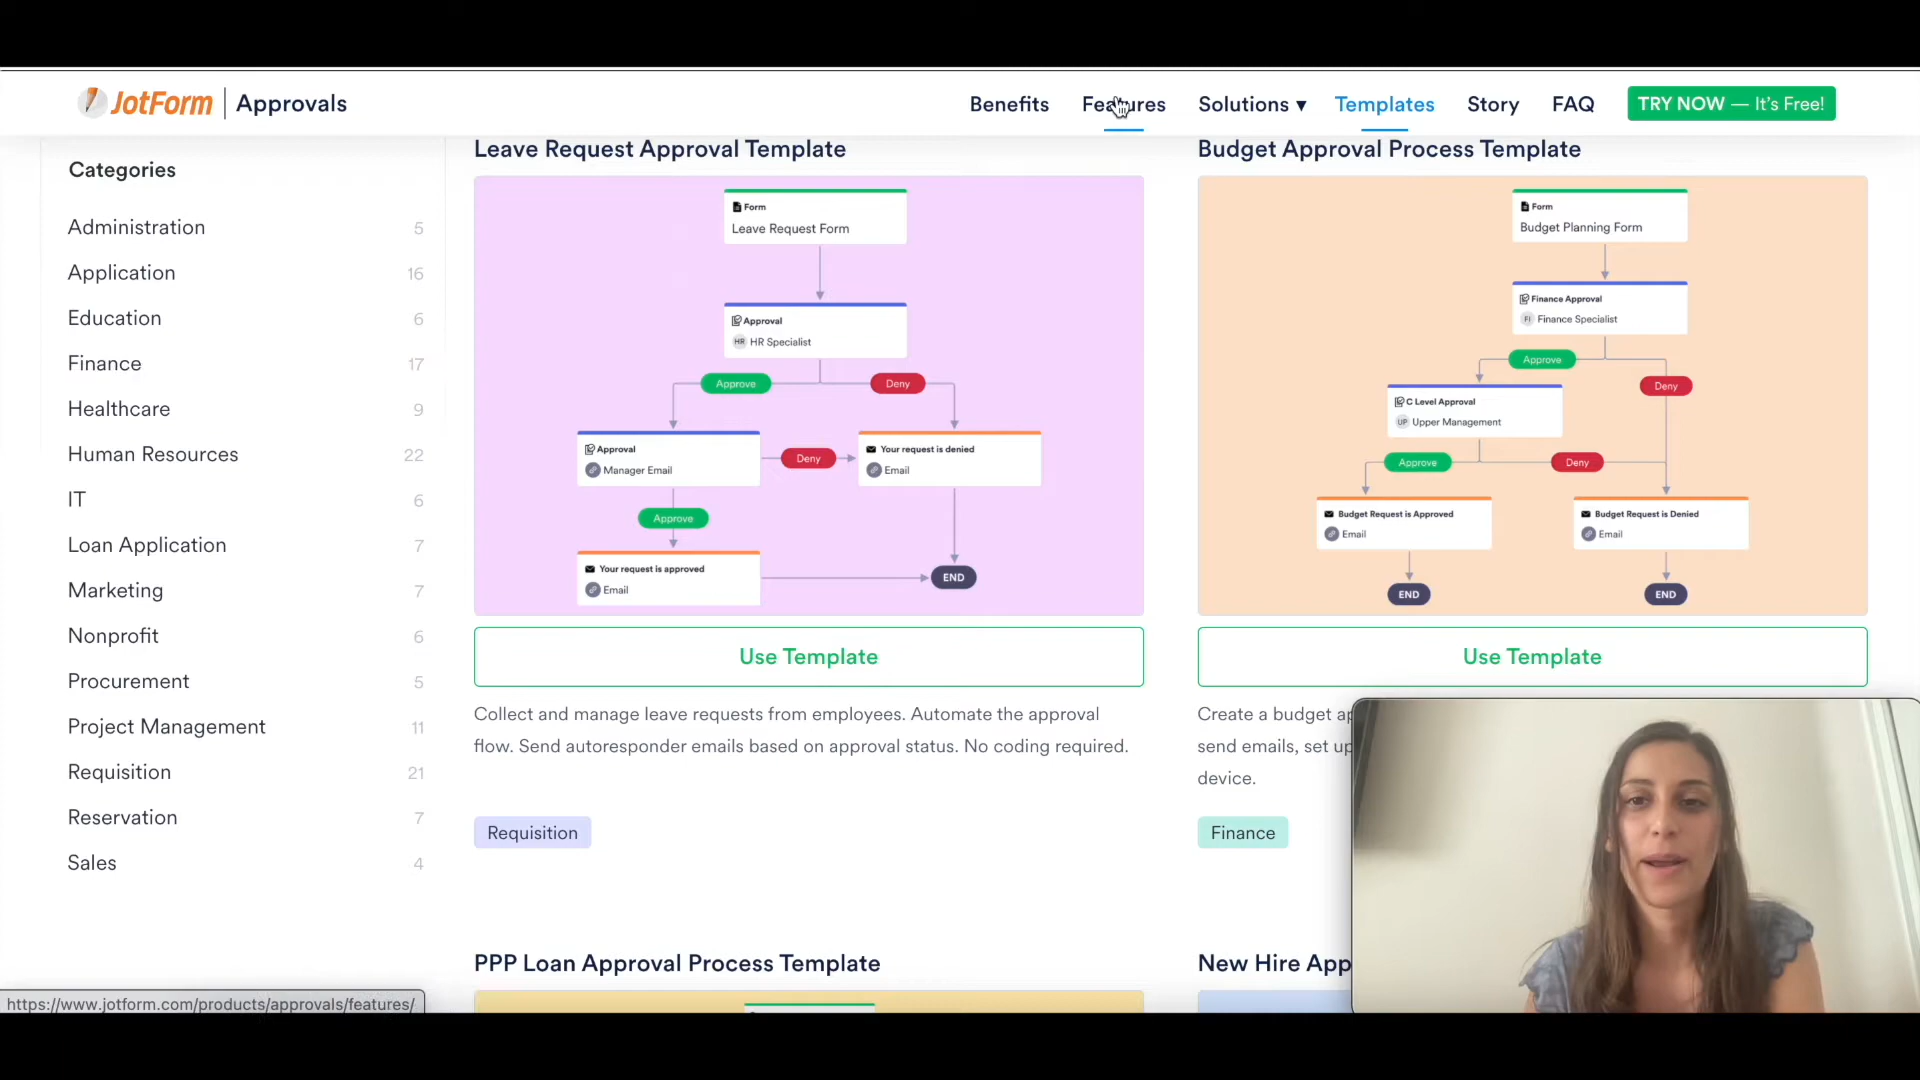 JotForm | Approvals
Benefits
Features
Solutions ▾
Templates
Story
FAQ
TRY NOW — It's Free!
Categories
Administration 5
Application 16
Education 6
Finance 17
Healthcare 9
Human Resources 22
IT 6
Loan Application 7
Marketing 7
Nonprofit 6
Procurement 5
Project Management 11
Requisition 21
Reservation 7
Sales 4
Leave Request Approval Template
Form
Leave Request Form
Approval
HR HR Specialist
Approve
Deny
Approval
Manager Email
Deny
Your request is denied
Email
Approve
Your request is approved
Email
END
Use Template
Collect and manage leave requests from employees. Automate the approval
flow. Send autoresponder emails based on approval status. No coding required.
Requisition
Budget Approval Process Template
Form
Budget Planning Form
Finance Approval
FI Finance Specialist
Approve
Deny
C Level Approval
UP Upper Management
Approve
Deny
Budget Request is Approved
Email
Budget Request is Denied
Email
END
END
Use Template
Create a budget ap
send emails, set up
device.
Finance
PPP Loan Approval Process Template
New Hire App
https://www.jotform.com/products/approvals/features/